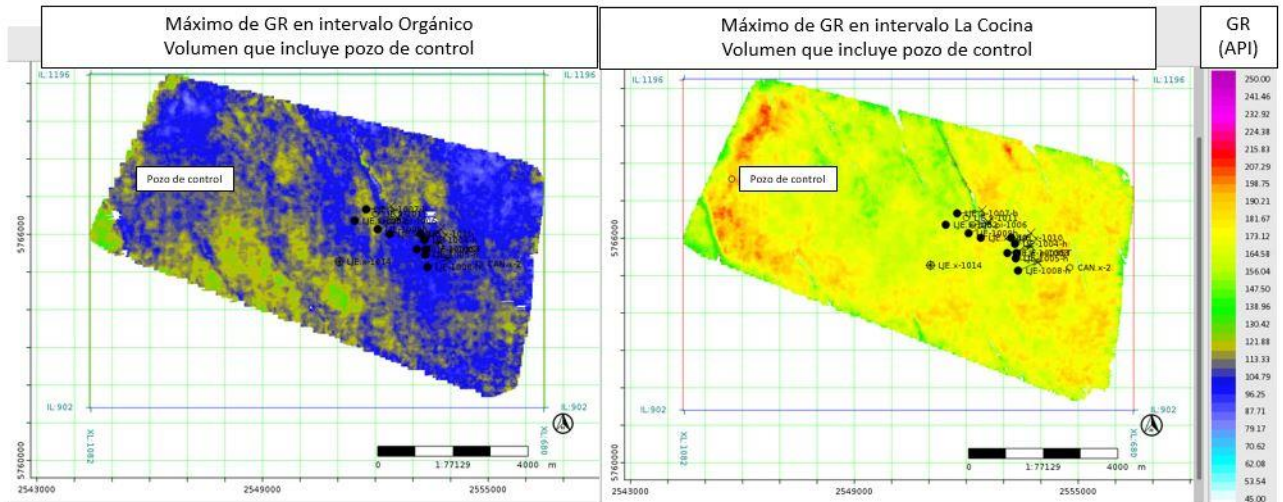 Máximo de GR en intervalo Orgánico
Volumen que incluye pozo de control
Máximo de GR en intervalo La Cocina
Volumen que incluye pozo de control
GR
(API)
IL:1196
IL:1196
Pozo de control
LJE.x-1014
IL:902
IL:902
XL:1082
XL:680
5766000
5760000
2543000
2549000
2555000
0
1:77129
4000 m
IL:1196
IL:1196
Pozo de control
LJE.x-1014
LJE-1004-h
LJE-1008-h
CAN.x-2
IL:902
IL:902
XL:1082
XL:680
5766000
5760000
2543000
2549000
2555000
0
1:77129
4000 m
250.00
241.46
232.92
224.38
215.83
207.29
198.75
190.21
181.67
173.12
164.58
156.04
147.50
138.96
130.42
121.88
113.33
104.79
96.25
87.71
79.17
70.62
62.08
53.54
45.00